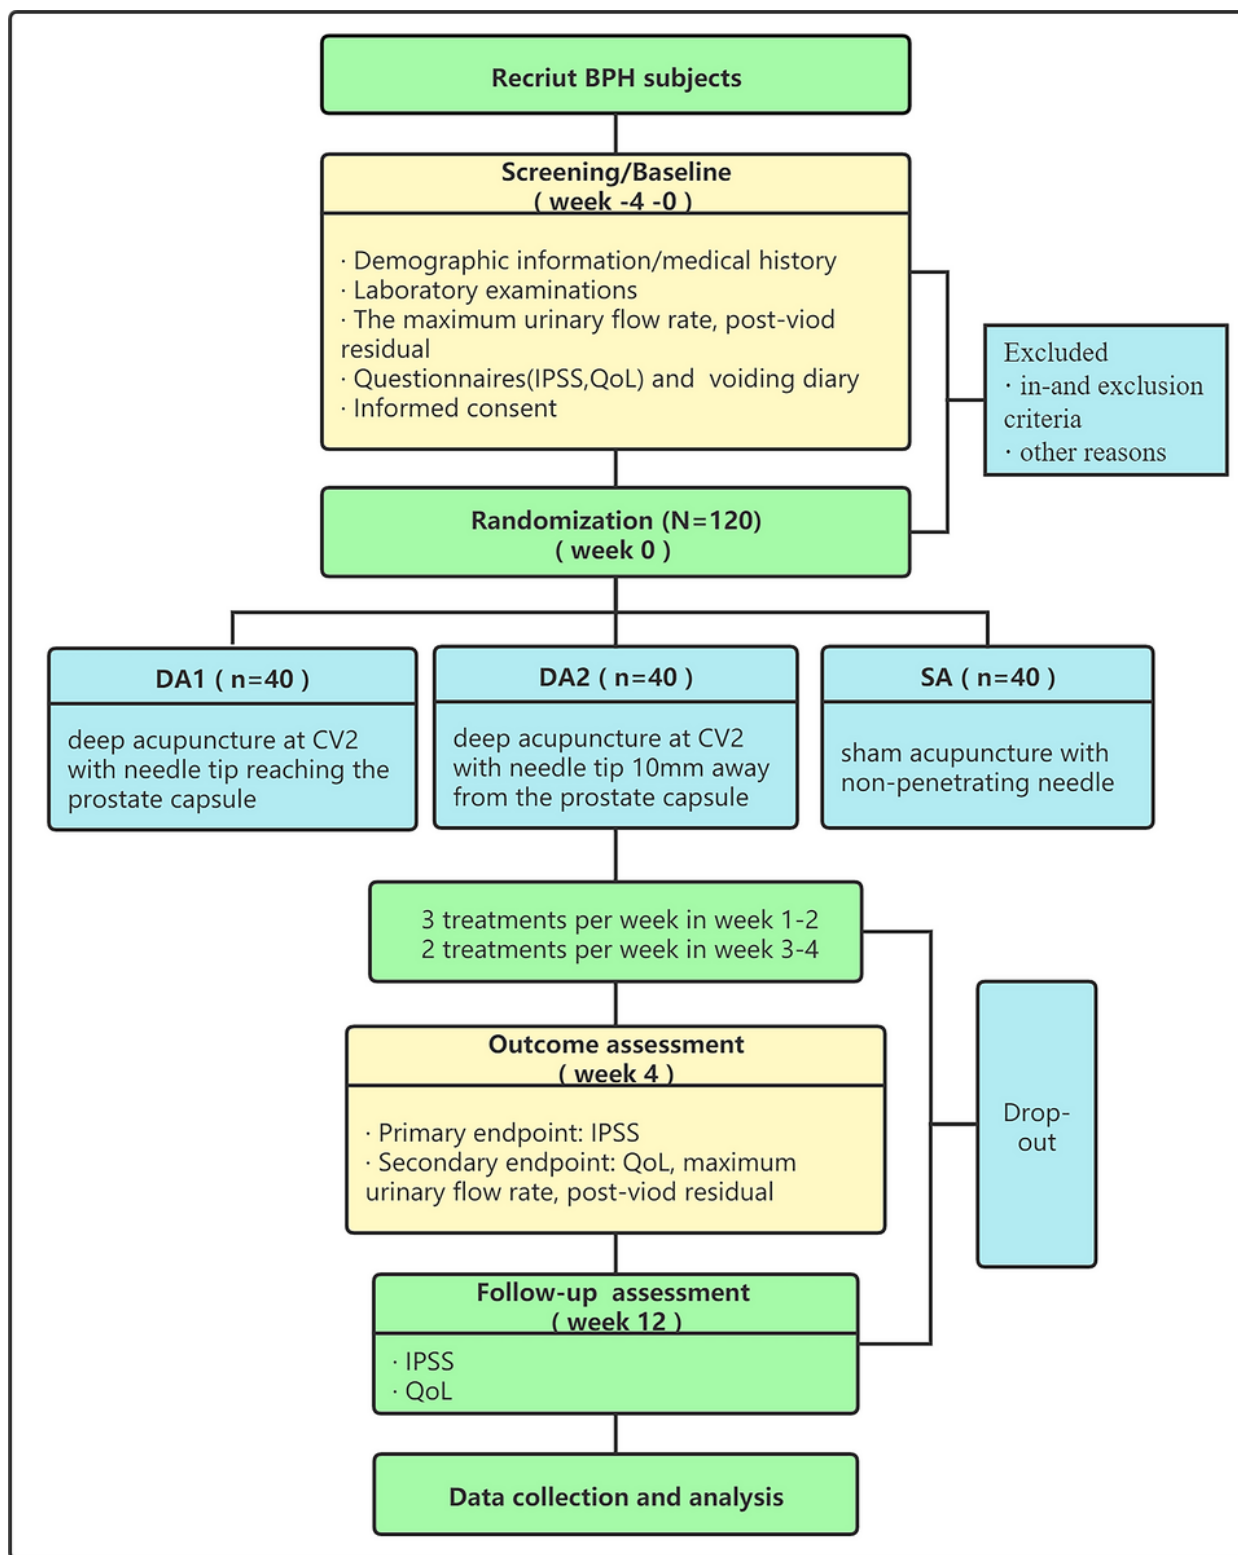 Recriut BPH subjects
Screening/Baseline
( week -4 -0 )
· Demographic information/medical history
· Laboratory examinations
· The maximum urinary flow rate, post-viod
residual
· Questionnaires(IPSS,QoL) and  voiding diary
· Informed consent
Excluded
· in-and exclusion
criteria
· other reasons
Randomization (N=120)
( week 0 )
DA1 ( n=40 )
deep acupuncture at CV2
with needle tip reaching the
prostate capsule
DA2 ( n=40 )
deep acupuncture at CV2
with needle tip 10mm away
from the prostate capsule
SA ( n=40 )
sham acupuncture with
non-penetrating needle
3 treatments per week in week 1-2
2 treatments per week in week 3-4
Outcome assessment
( week 4 )
· Primary endpoint: IPSS
· Secondary endpoint: QoL, maximum
urinary flow rate, post-viod residual
Drop-
out
Follow-up  assessment
( week 12 )
· IPSS
· QoL
Data collection and analysis